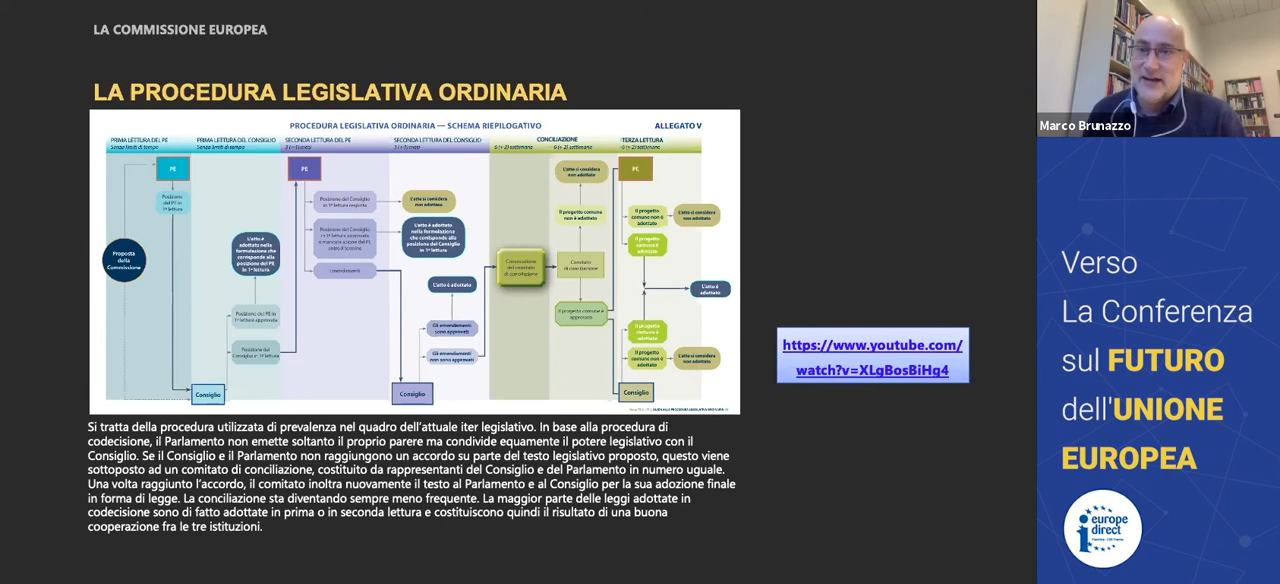 LA COMMISSIONE EUROPEA
LA PROCEDURA LEGISLATIVA ORDINARIA
PROCEDURA LEGISLATIVA ORDINARIA — SCHEMA RIEPILOGATIVO
ALLEGATO V
PRIMA LETTURA DEL PE
Senza limiti di tempo
PRIMA LETTURA DEL CONSIGLIO
Senza limiti di tempo
SECONDA LETTURA DEL PE
3 (+1) mesi
SECONDA LETTURA DEL CONSIGLIO
3 (+1) mesi
CONCILIAZIONE
6 (+ 2) settimane
6 (+ 2) settimane
TERZA LETTURA
6 (+ 2) settimane
Proposta
della
Commissione
PE
Posizione
del PE in
1ª lettura
L'atto è
adottato nella
formulazione che
corrisponde alla
posizione del PE
in 1ª lettura
Posizione del PE in
1ª lettura approvata
Posizione del
Consiglio in 1ª lettura
Consiglio
PE
Posizione del Consiglio
in 1ª lettura respinta
Posizione del Consiglio
in 1ª lettura approvata
o mancata azione del PE
entro il termine
Emendamenti
L'atto si considera
non adottato
L'atto è adottato
nella formulazione
che corrisponde alla
posizione del Consiglio
in 1ª lettura
L'atto è adottato
Gli emendamenti
sono approvati
Gli emendamenti
non sono approvati
Consiglio
Convocazione
del comitato
di conciliazione
L'atto si considera
non adottato
Il progetto comune
non è adottato
Comitato
di conciliazione
Il progetto comune è
approvato
PE
Il progetto
comune non è
adottato
L'atto si considera
non adottato
Il progetto
comune è
adottato
L'atto è
adottato
Il progetto
comune è
adottato
Il progetto
comune non è
adottato
L'atto si considera
non adottato
Consiglio
Si tratta della procedura utilizzata di prevalenza nel quadro dell'attuale iter legislativo. In base alla procedura di
codecisione, il Parlamento non emette soltanto il proprio parere ma condivide equamente il potere legislativo con il
Consiglio. Se il Consiglio e il Parlamento non raggiungono un accordo su parte del testo legislativo proposto, questo viene
sottoposto ad un comitato di conciliazione, costituito da rappresentanti del Consiglio e del Parlamento in numero uguale.
Una volta raggiunto l'accordo, il comitato inoltra nuovamente il testo al Parlamento e al Consiglio per la sua adozione finale
in forma di legge. La conciliazione sta diventando sempre meno frequente. La maggior parte delle leggi adottate in
codecisione sono di fatto adottate in prima o in seconda lettura e costituiscono quindi il risultato di una buona
cooperazione fra le tre istituzioni.
https://www.youtube.com/
watch?v=XLgBosBiHg4
Marco Brunazzo
Verso
La Conferenza
sul FUTURO
dell'UNIONE
EUROPEA
europe
direct